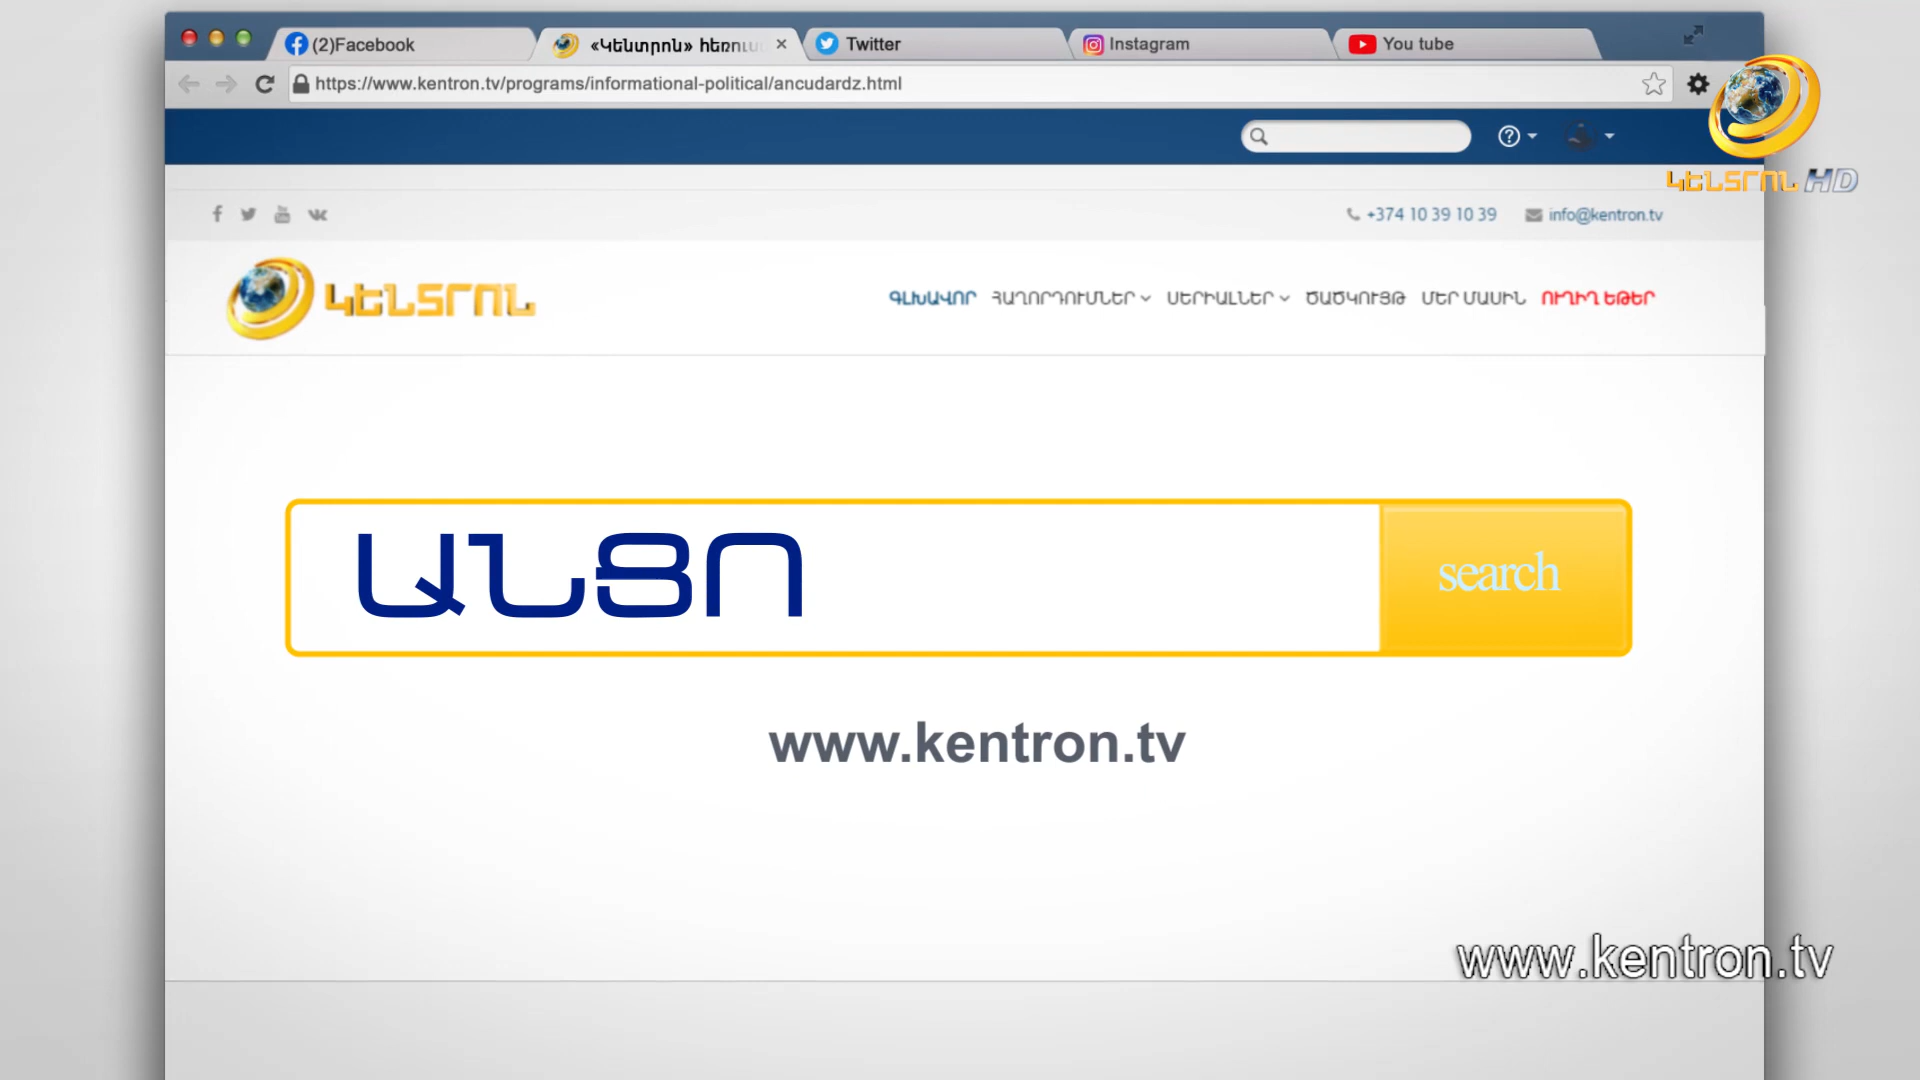 (2)Facebook
«Կենտրոն» հեռուս
Twitter
Instagram
You tube
https://www.kentron.tv/programs/informational-political/ancudardz.html
ԿԵՆՏՐՈՆ HD
+374 10 39 10 39
info@kentron.tv
ԿԵՆՏՐՈՆ
ԳԼԽԱՎՈՐ ՀԱՂՈՐԴՈՒՄՆԵՐ ՍԵՐԻԱԼՆԵՐ ԾԱԾԿՈՒՅԹ ՄԵՐ ՄԱՍԻՆ ՈՒՂԻՂ ԵԹԵՐ
ԱՆՑՈ
search
www.kentron.tv
www.kentron.tv